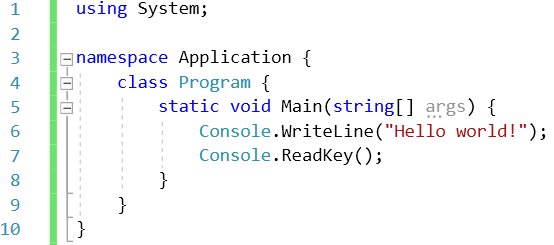 1 using System;
2
3 namespace Application {
4     class Program {
5         static void Main(string[] args) {
6             Console.WriteLine("Hello world!");
7             Console.ReadKey();
8         }
9     }
10 }